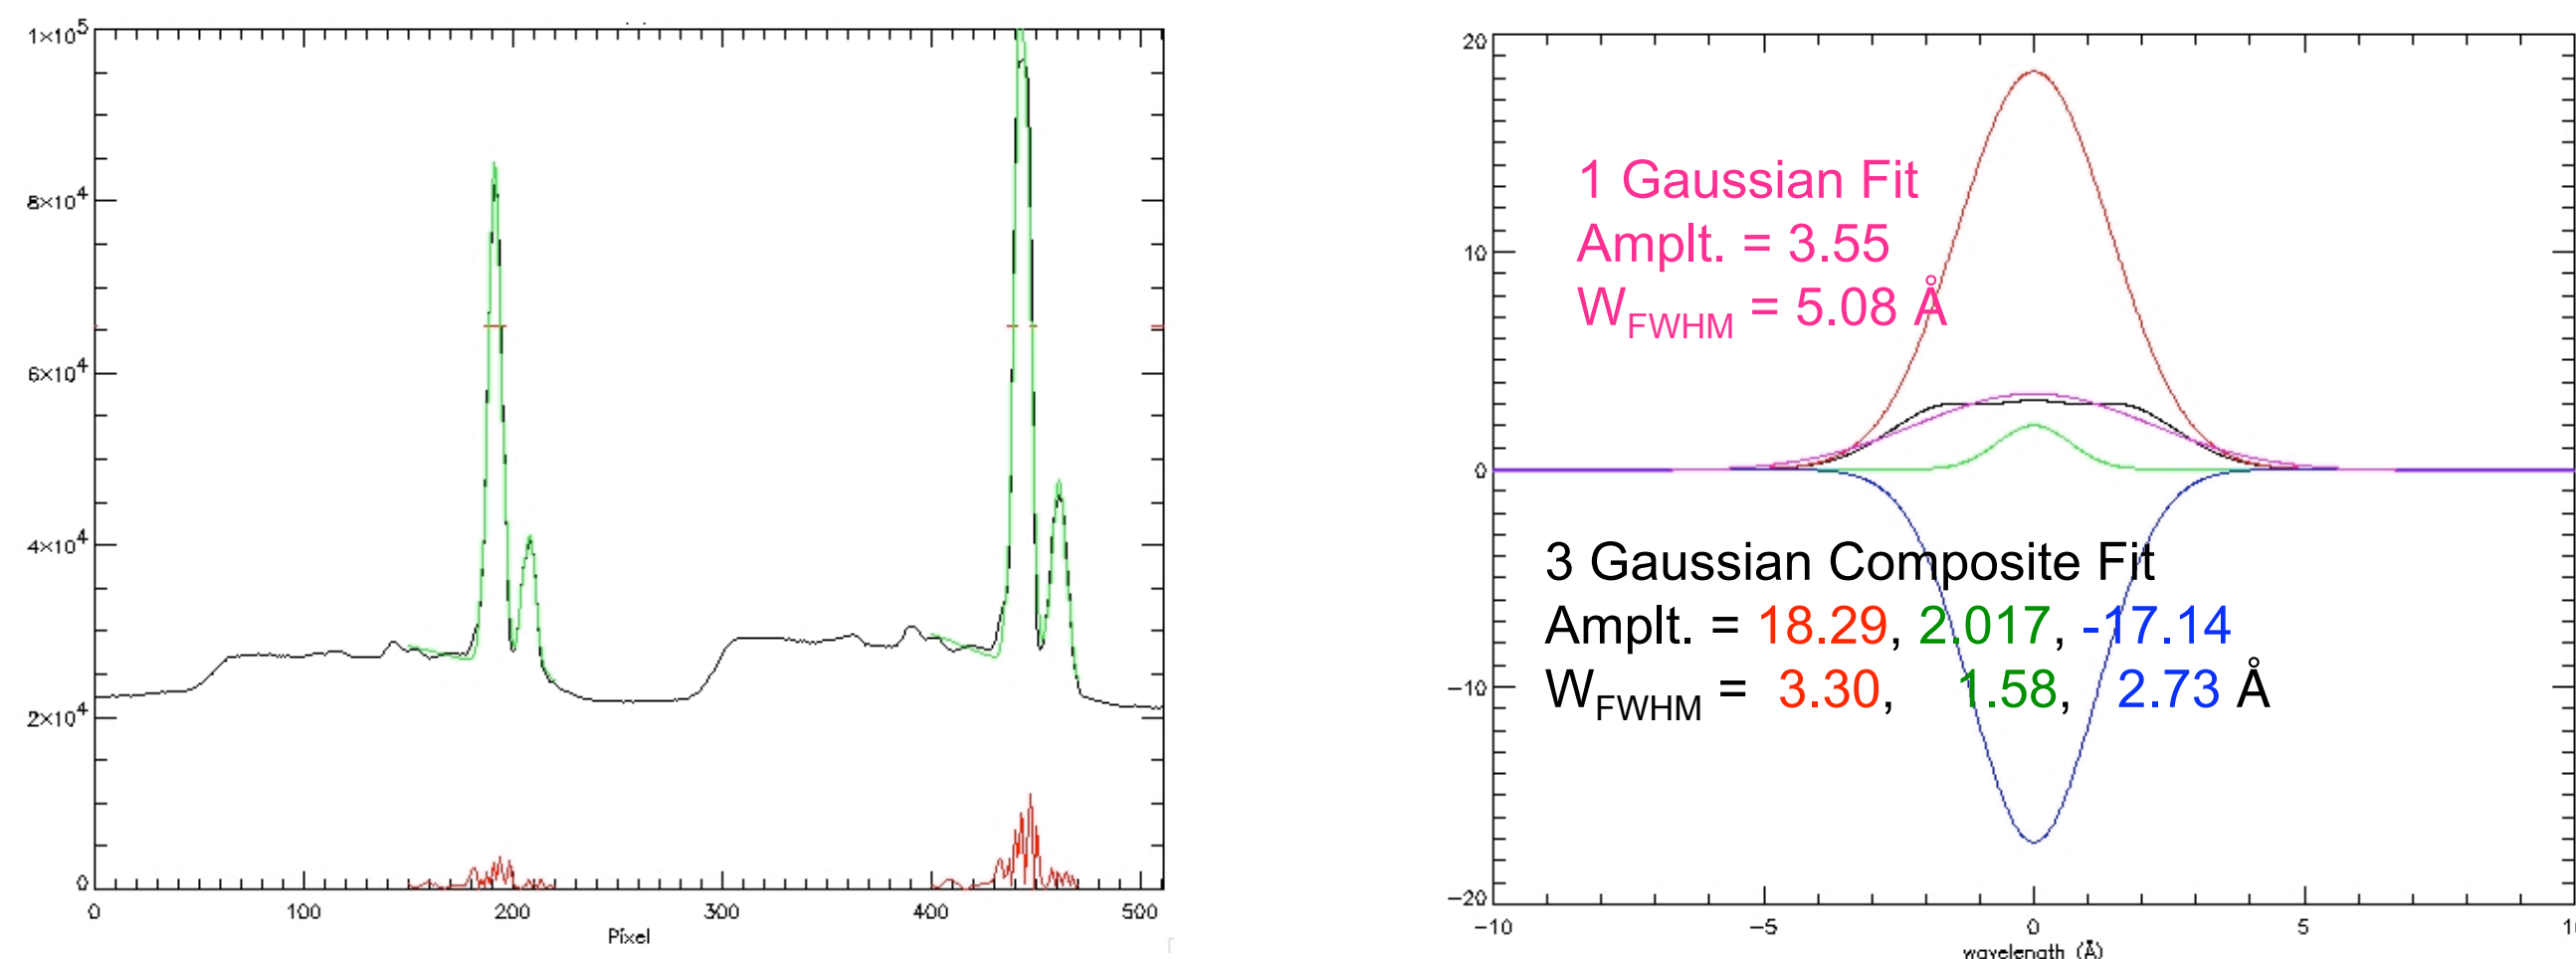 1×10⁵
8×10⁴
6×10⁴
4×10⁴
2×10⁴
0
0 100 200 300 400 500
Pixel
20
10
0
−10
−20
−10 −5 0 5 1
wavelength (Å)
1 Gaussian Fit
Amplt. = 3.55
W_FWHM = 5.08 Å
3 Gaussian Composite Fit
Amplt. = 18.29, 2.017, -17.14
W_FWHM = 3.30, 1.58, 2.73 Å